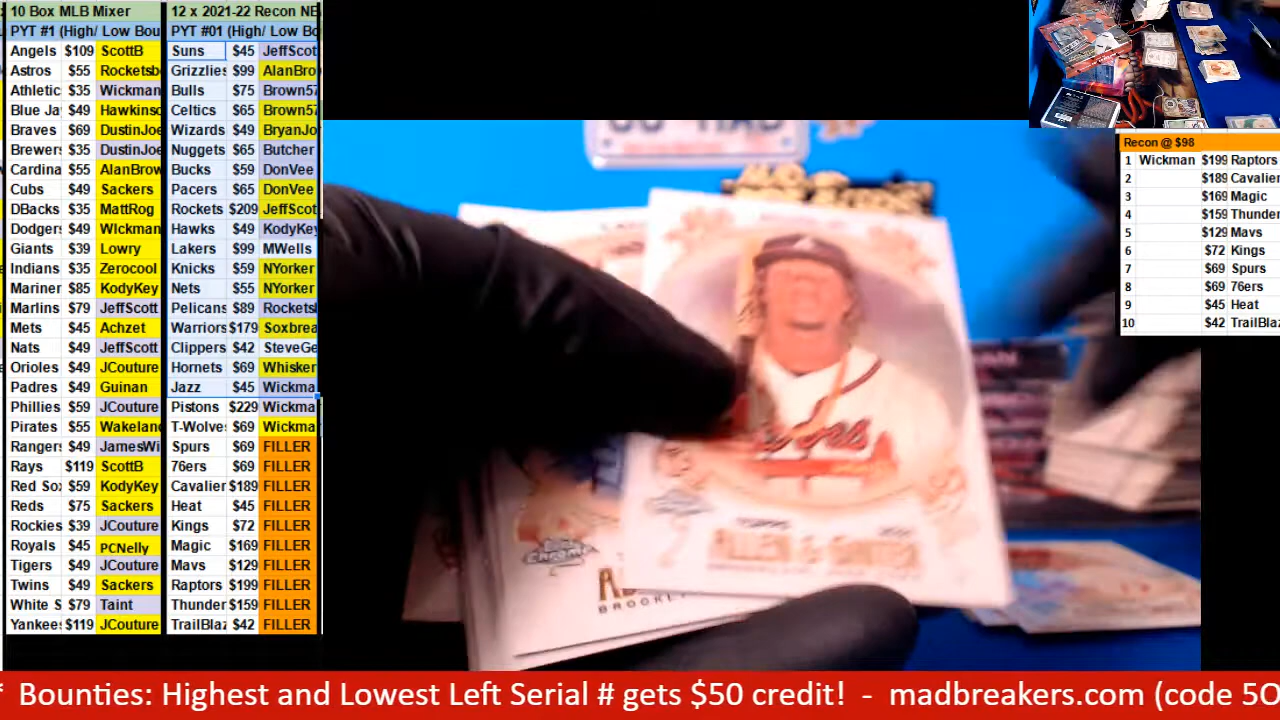 10 Box MLB Mixer
PYT #1 (High/ Low Bou
Angels $109 ScottB
Astros $55 Rocketsb
Athletic $35 Wickman
Blue Ja $49 Hawkinso
Braves $69 DustinJoe
Brewers $35 DustinJoe
Cardina $55 AlanBrow
Cubs $49 Sackers
DBacks $35 MattRog
Dodgers $49 WIckman
Giants $39 Lowry
Indians $35 Zerocool
Mariner $85 KodyKey
Marlins $79 JeffScott
Mets $45 Achzet
Nats $49 JeffScott
Orioles $49 JCouture
Padres $49 Guinan
Phillies $59 JCouture
Pirates $55 Wakeland
Rangers $49 JamesWi
Rays $119 ScottB
Red So $59 KodyKey
Reds $75 Sackers
Rockies $39 JCouture
Royals $45 PCNelly
Tigers $49 JCouture
Twins $49 Sackers
White S $79 Taint
Yankees $119 JCouture
12 x 2021-22 Recon NB
PYT #01 (High/ Low Bo
Suns $45 JeffScot
Grizzlies $99 AlanBro
Bulls $75 Brown57
Celtics $65 Brown57
Wizards $49 BryanJo
Nuggets $65 Butcher
Bucks $59 DonVee
Pacers $65 DonVee
Rockets $209 JeffScot
Hawks $49 KodyKey
Lakers $99 MWells
Knicks $59 NYorker
Nets $55 NYorker
Pelicans $89 Rockets
Warriors $179 Soxbrea
Clippers $42 SteveGe
Hornets $69 Whisker
Jazz $45 Wickma
Pistons $229 Wickma
T-Wolves $69 Wickma
Spurs $69 FILLER
76ers $69 FILLER
Cavalier $189 FILLER
Heat $45 FILLER
Kings $72 FILLER
Magic $169 FILLER
Mavs $129 FILLER
Raptors $199 FILLER
Thunder $159 FILLER
TrailBlaz $42 FILLER
Braves
TOPPS
ALLEN & GINTER
CHROME
BROOKL
Recon @ $98
1 Wickman $199 Raptors
2 $189 Cavalier
3 $169 Magic
4 $159 Thunder
5 $129 Mavs
6 $72 Kings
7 $69 Spurs
8 $69 76ers
9 $45 Heat
10 $42 TrailBlaz
* Bounties: Highest and Lowest Left Serial # gets $50 credit! - madbreakers.com (code 5O